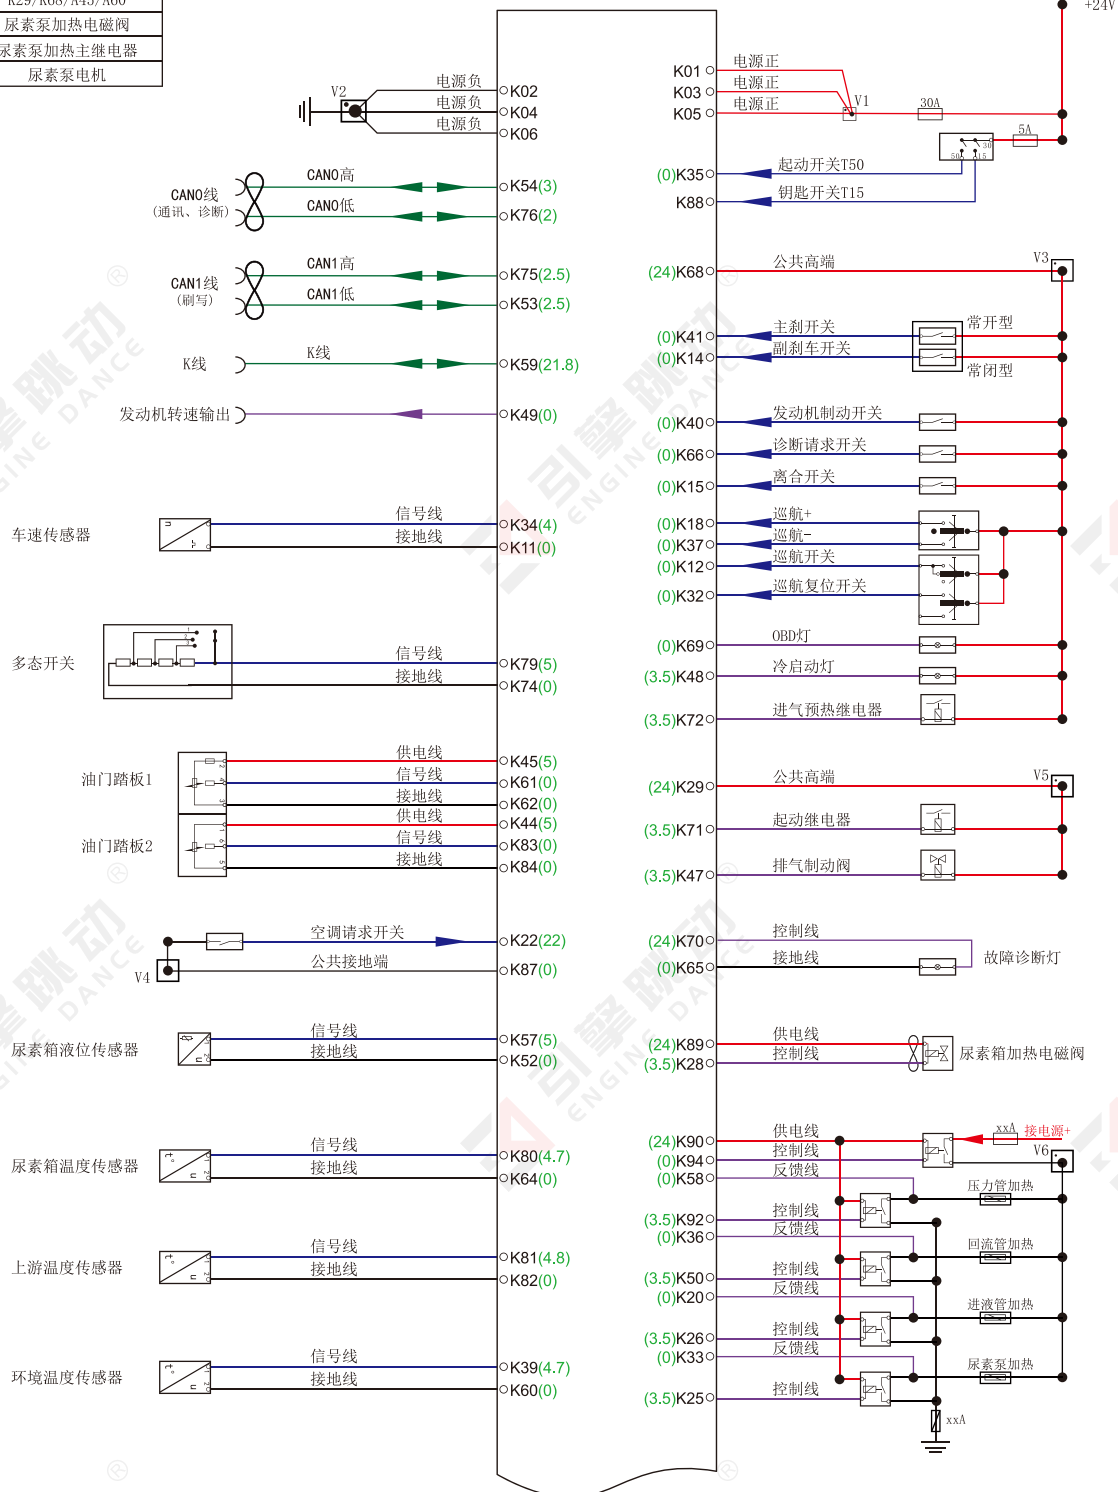 R29/K68/A45/A60
尿素泵加热电磁阀
尿素泵加热主继电器
尿素泵电机
+24V
V2
电源负
K02
电源负
K04
电源负
K06
电源正
K01
电源正
K03
电源正
K05
V1
30A
5A
30
50
15
(0)K35
起动开关T50
K88
钥匙开关T15
CAN0线
(通讯、诊断)
CAN0高
K54(3)
CAN0低
K76(2)
CAN1线
(刷写)
CAN1高
K75(2.5)
CAN1低
K53(2.5)
K线
K线
K59(21.8)
发动机转速输出
K49(0)
(24)K68
公共高端
V3
(0)K41
主刹开关
常开型
(0)K14
副刹车开关
常闭型
(0)K40
发动机制动开关
(0)K66
诊断请求开关
(0)K15
离合开关
(0)K18
巡航+
(0)K37
巡航-
(0)K12
巡航开关
(0)K32
巡航复位开关
(0)K69
OBD灯
(3.5)K48
冷启动灯
(3.5)K72
进气预热继电器
车速传感器
信号线
K34(4)
接地线
K11(0)
多态开关
信号线
K79(5)
接地线
K74(0)
油门踏板1
供电线
K45(5)
信号线
K61(0)
接地线
K62(0)
油门踏板2
供电线
K44(5)
信号线
K83(0)
接地线
K84(0)
(24)K29
公共高端
V5
(3.5)K71
起动继电器
(3.5)K47
排气制动阀
空调请求开关
K22(22)
V4
公共接地端
K87(0)
(24)K70
控制线
(0)K65
接地线
故障诊断灯
尿素箱液位传感器
信号线
K57(5)
接地线
K52(0)
(24)K89
供电线
(3.5)K28
控制线
尿素箱加热电磁阀
尿素箱温度传感器
信号线
K80(4.7)
接地线
K64(0)
(24)K90
供电线
xxA
接电源+
(0)K94
控制线
V6
(0)K58
反馈线
压力管加热
(3.5)K92
控制线
(0)K36
反馈线
回流管加热
(3.5)K50
控制线
(0)K20
反馈线
进液管加热
(3.5)K26
控制线
(0)K33
反馈线
尿素泵加热
(3.5)K25
控制线
xxA
上游温度传感器
信号线
K81(4.8)
接地线
K82(0)
环境温度传感器
信号线
K39(4.7)
接地线
K60(0)
引擎跳动
ENGINE DANCE